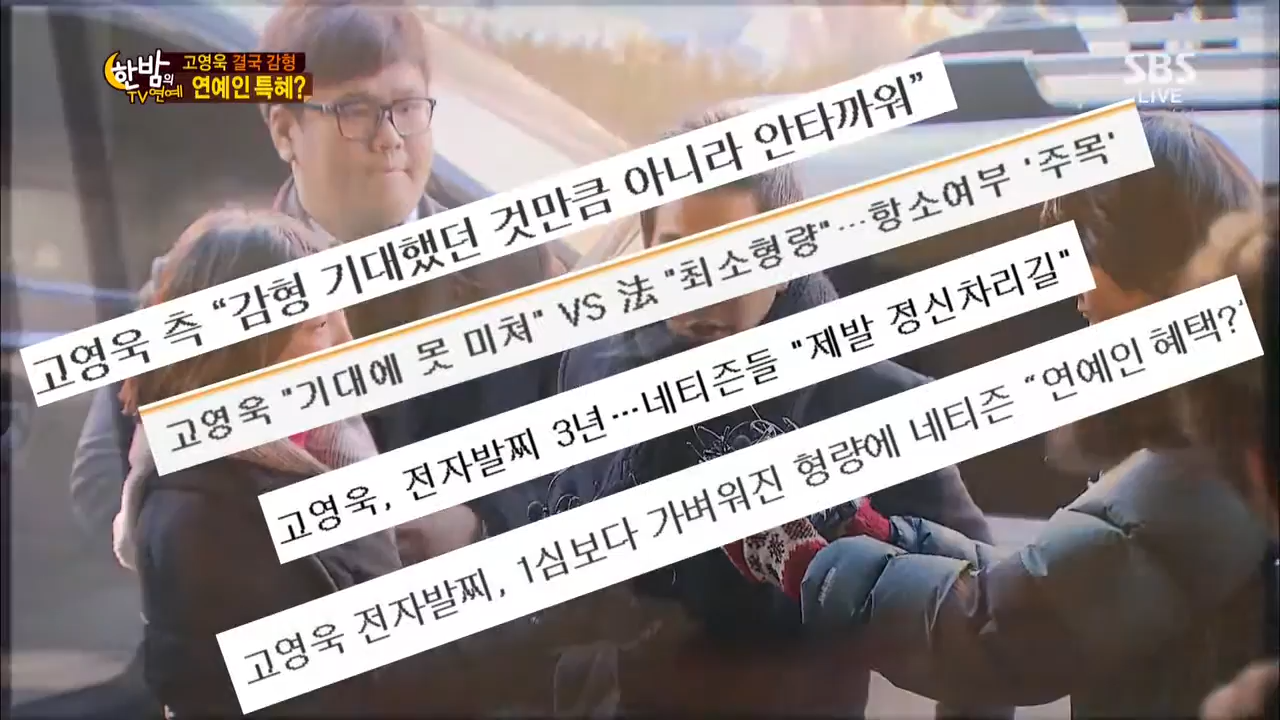 한밤의
TV연예
고영욱 결국 감형
연예인 특혜?
SBS
LIVE
고영욱 측 “감형 기대했던 것만큼 아니라 안타까워”
고영욱 "기대에 못 미쳐" VS 法 "최소형량"…항소여부 '주목'
고영욱, 전자발찌 3년…네티즌들 "제발 정신차리길"
고영욱 전자발찌, 1심보다 가벼워진 형량에 네티즌 “연예인 혜택?”